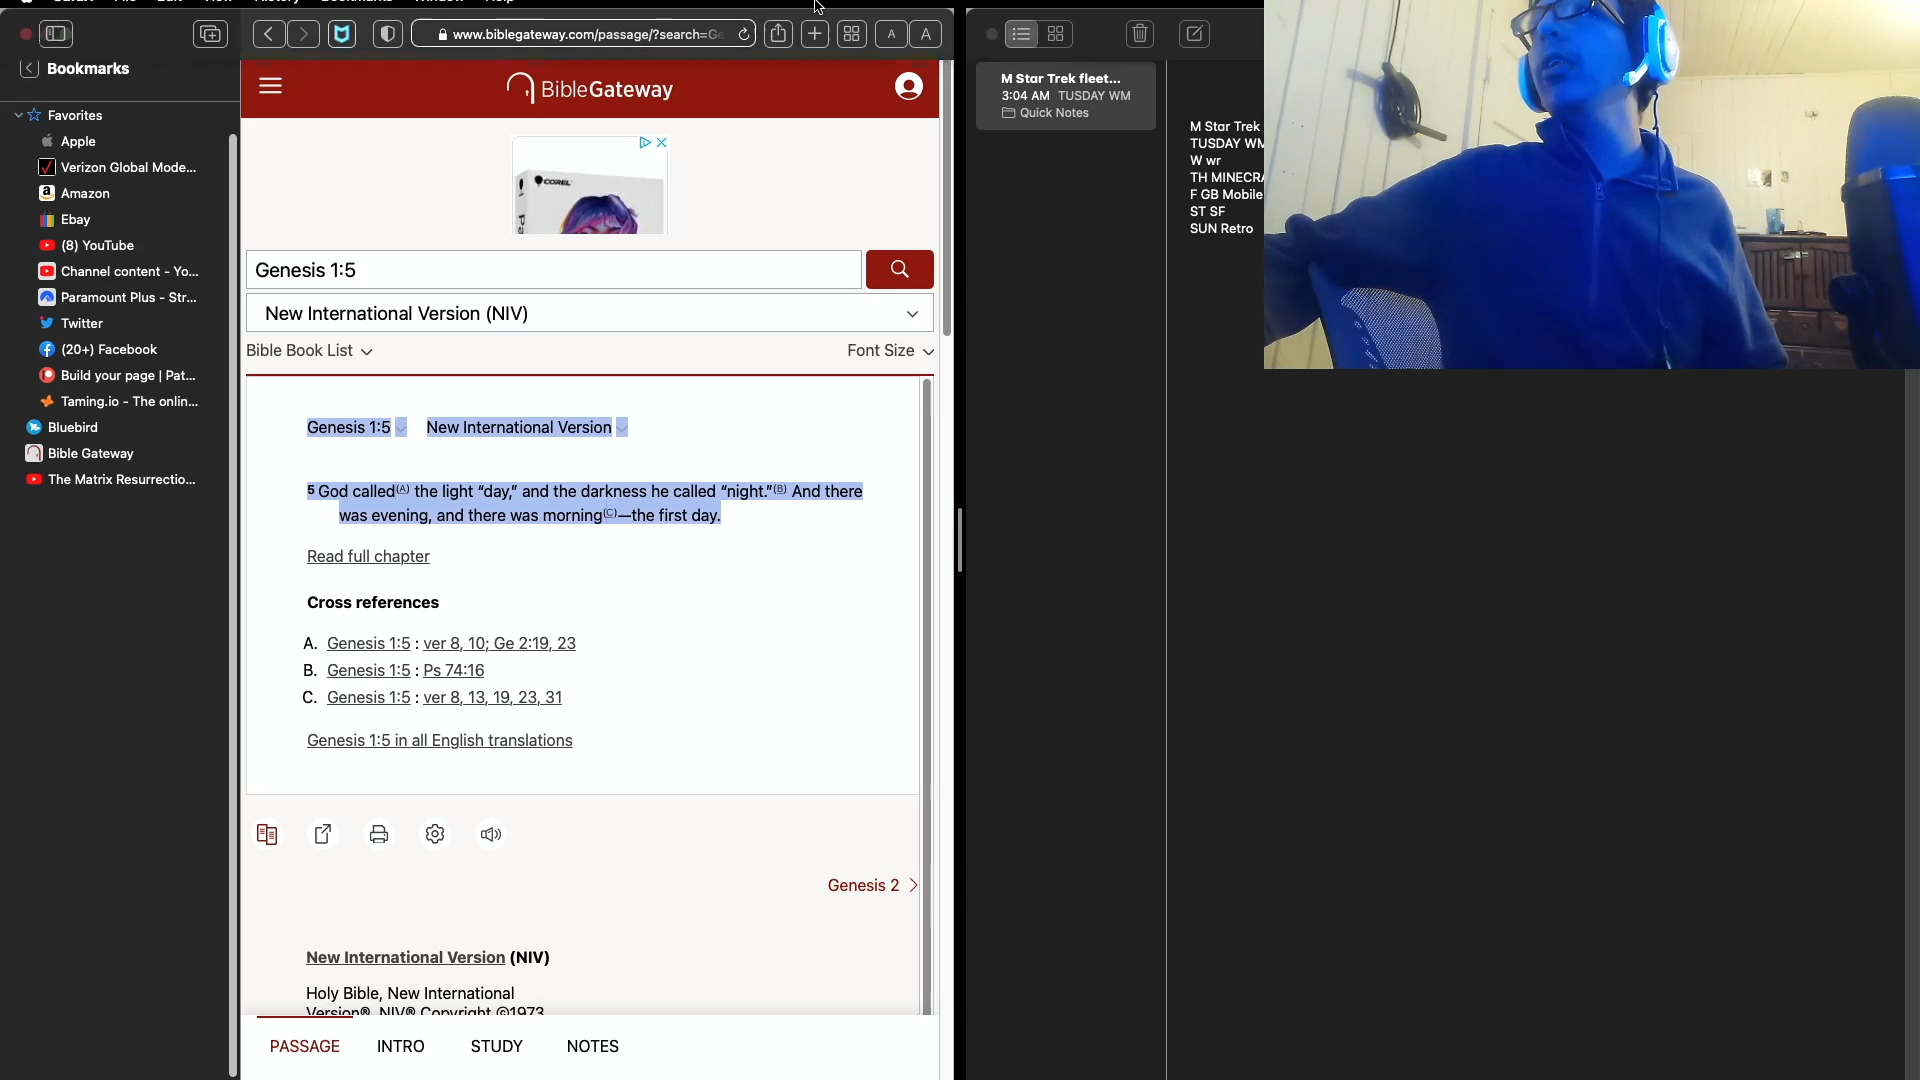 Bookmarks
Favorites
Apple
Verizon Global Mode...
Amazon
Ebay
(8) YouTube
Channel content - Yo...
Paramount Plus - Str...
Twitter
(20+) Facebook
Build your page | Pat...
Taming.io - The onlin...
Bluebird
Bible Gateway
The Matrix Resurrectio...
www.biblegateway.com/passage/?search=Ge
A A
BibleGateway
COREL
Genesis 1:5
New International Version (NIV)
Bible Book List
Font Size
Genesis 1:5 New International Version
5 God called(A) the light “day,” and the darkness he called “night.”(B) And there
was evening, and there was morning(C)—the first day.
Read full chapter
Cross references
A. Genesis 1:5 : ver 8, 10; Ge 2:19, 23
B. Genesis 1:5 : Ps 74:16
C. Genesis 1:5 : ver 8, 13, 19, 23, 31
Genesis 1:5 in all English translations
Genesis 2
New International Version (NIV)
Holy Bible, New International
Version®, NIV® Copyright ©1973
PASSAGE INTRO STUDY NOTES
M Star Trek fleet...
3:04 AM TUSDAY WM
Quick Notes
M Star Trek
TUSDAY WM
W wr
TH MINECRA
F GB Mobile
ST SF
SUN Retro